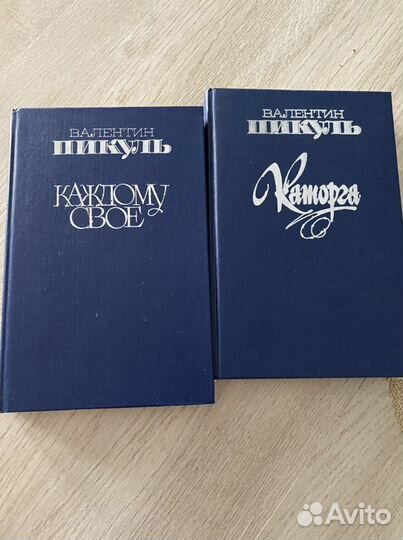 ВАЛЕНТИН
ПИКУЛЬ
КАЖДОМУ
СВОЕ
ВАЛЕНТИН
ПИКУЛЬ
Каторга
Avito